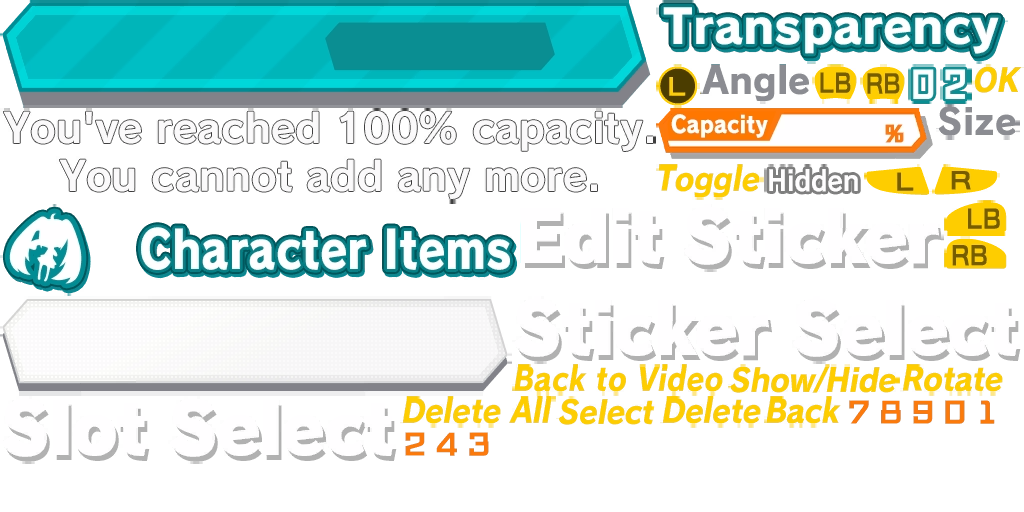 Transparency
L Angle LB RB 02 OK
You've reached 100% capacity.
Capacity %
Size
You cannot add any more.
Toggle Hidden L R
Character Items
Edit Sticker
LB
RB
Sticker Select
Back to Video Show/Hide Rotate
Slot Select
Delete All Select Delete Back 7 8 9 0 1
2 4 3